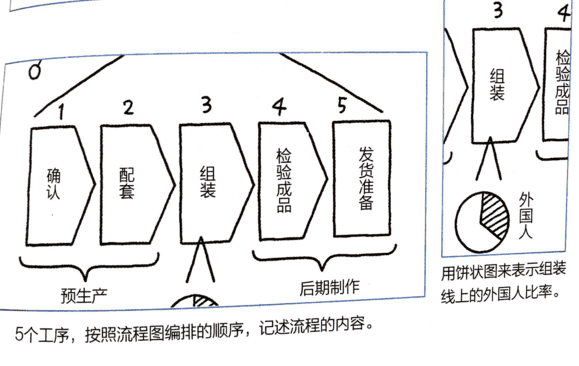 1 2 3 4 5
确认
配套
组装
检验成品
发货准备
预生产
后期制作
5个工序，按照流程图编排的顺序，记述流程的内容。
3 4
组装
检验成品
外国人
用饼状图来表示组装
线上的外国人比率。